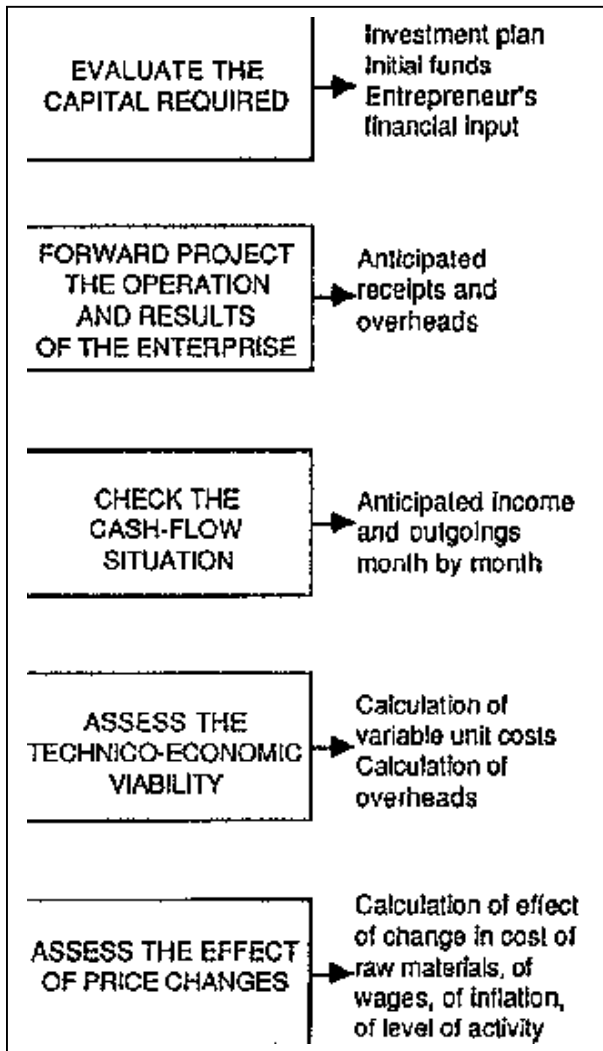 EVALUATE THE
CAPITAL REQUIRED
Investment plan
Initial funds
Entrepreneur's
financial input
FORWARD PROJECT
THE OPERATION
AND RESULTS
OF THE ENTERPRISE
Anticipated
receipts and
overheads
CHECK THE
CASH-FLOW
SITUATION
Anticipated income
and outgoings
month by month
ASSESS THE
TECHNICO-ECONOMIC
VIABILITY
Calculation of
variable unit costs
Calculation of
overheads
ASSESS THE EFFECT
OF PRICE CHANGES
Calculation of effect
of change in cost of
raw materials, of
wages, of inflation,
of level of activity